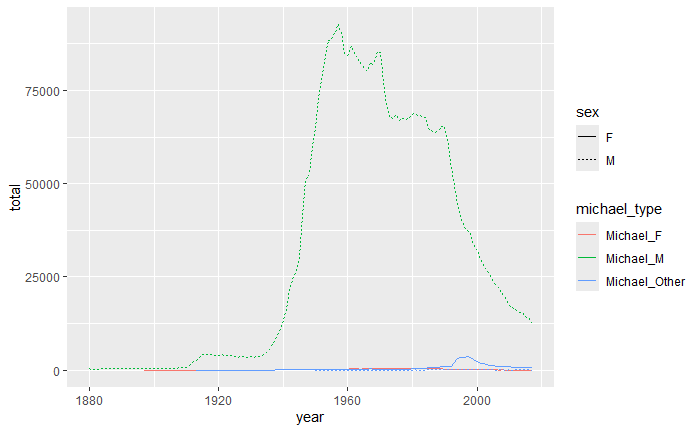 75000
50000
25000
0
total
1880
1920
1960
2000
year
sex
F
M
michael_type
Michael_F
Michael_M
Michael_Other